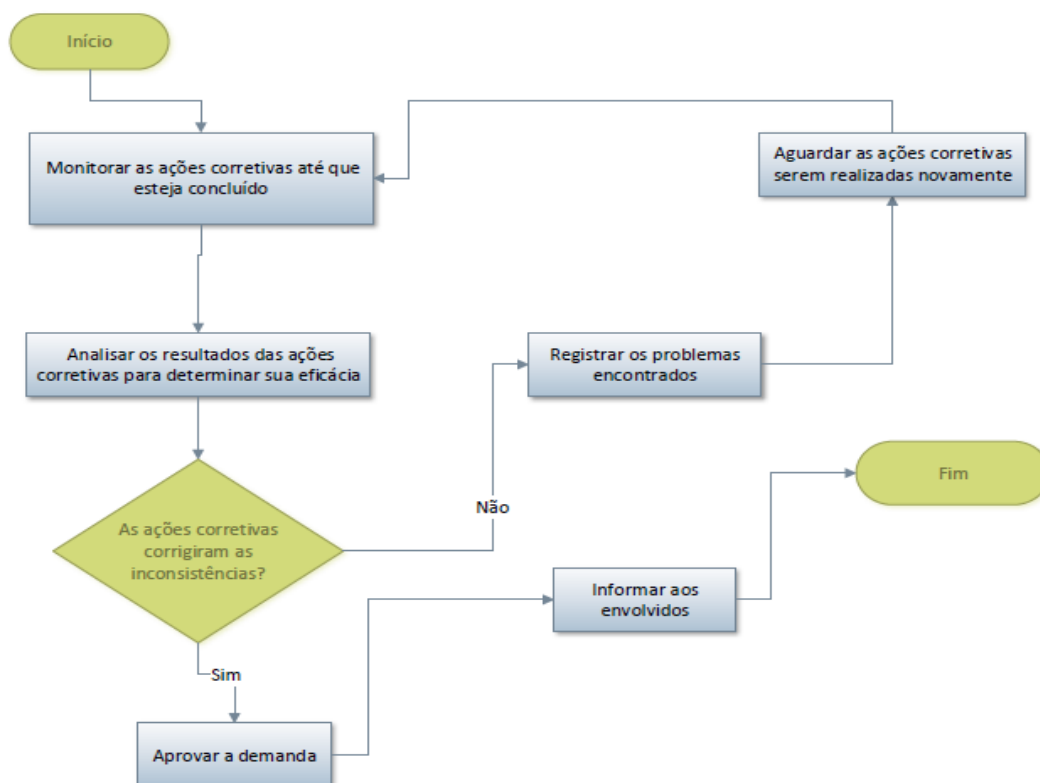 Início
Monitorar as ações corretivas até que
esteja concluído
Aguardar as ações corretivas
serem realizadas novamente
Analisar os resultados das ações
corretivas para determinar sua eficácia
Registrar os problemas
encontrados
Fim
Não
As ações corretivas
corrigiram as
inconsistências?
Informar aos
envolvidos
Sim
Aprovar a demanda